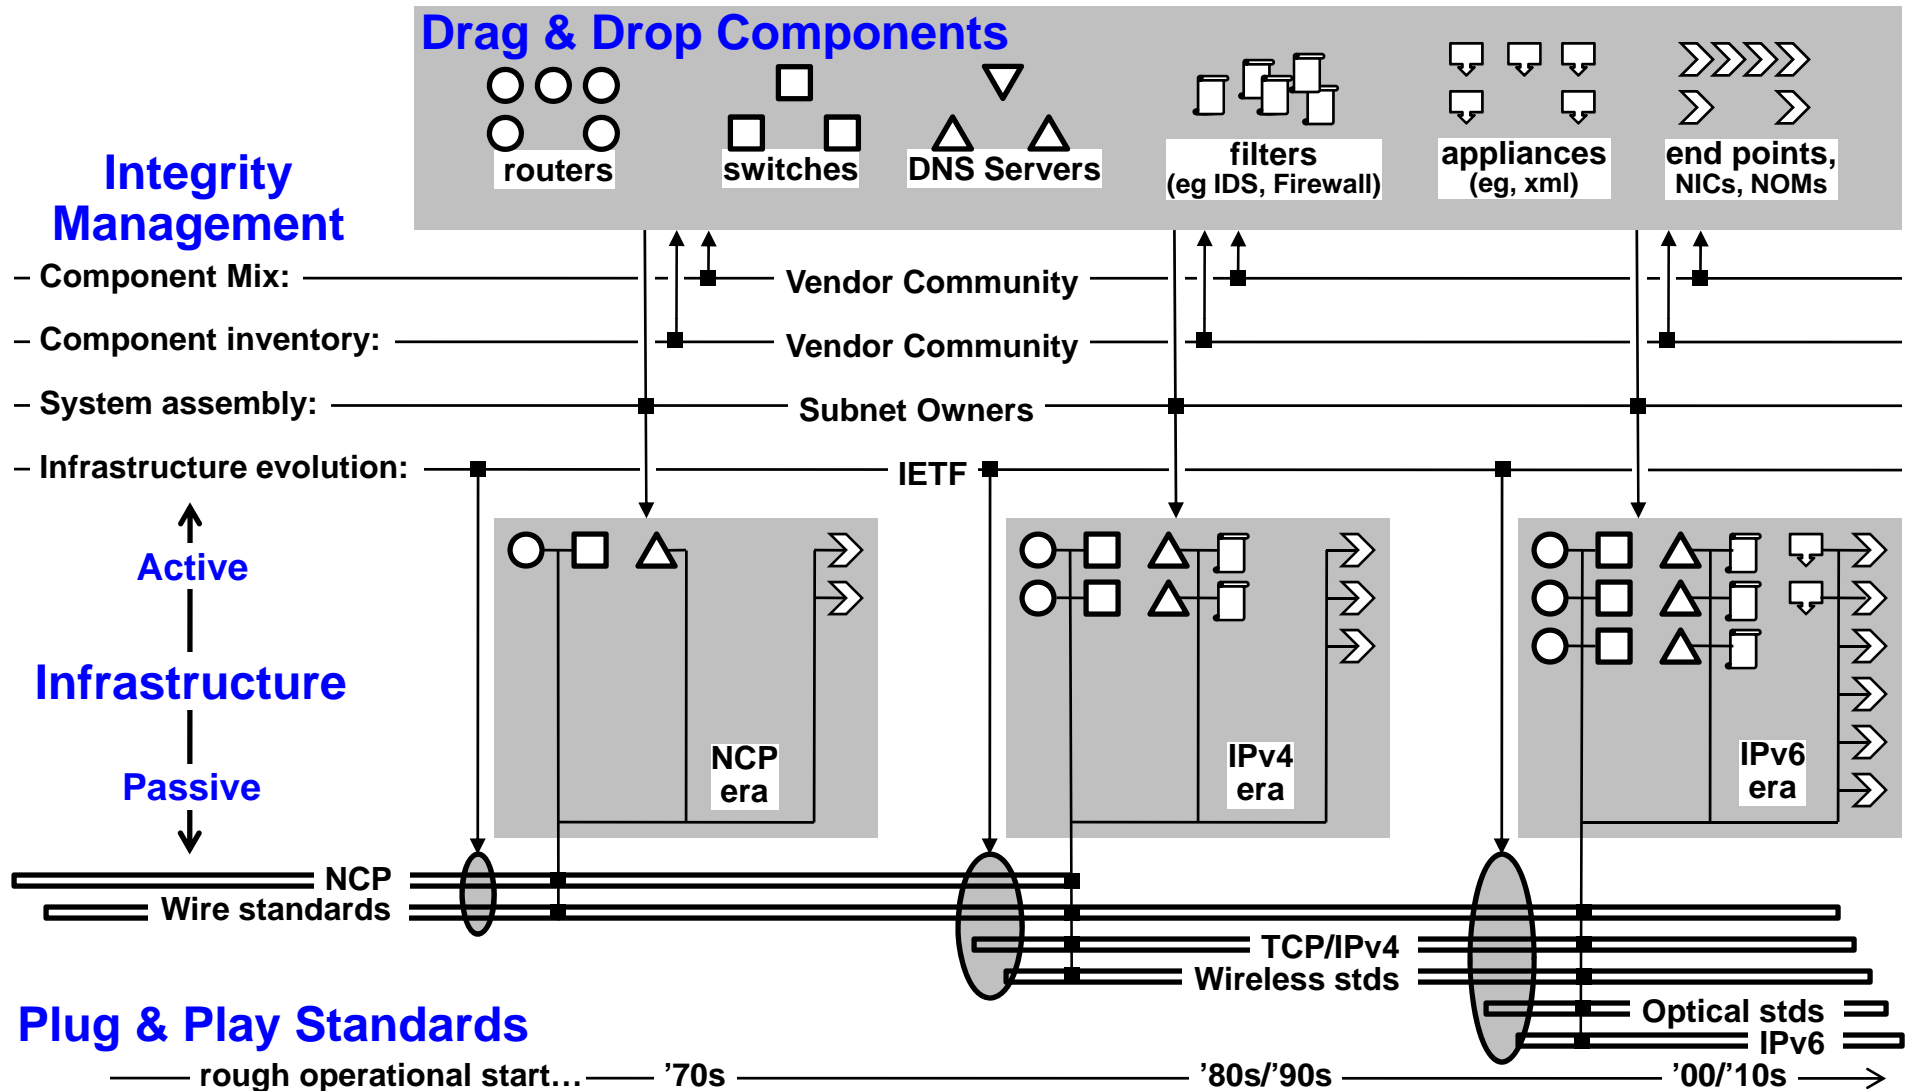 Drag & Drop Components
routers
switches
DNS Servers
filters
(eg IDS, Firewall)
appliances
(eg, xml)
end points,
NICs, NOMs
Integrity
Management
– Component Mix:
Vendor Community
– Component inventory:
Vendor Community
– System assembly:
Subnet Owners
– Infrastructure evolution:
IETF
Active
Infrastructure
Passive
NCP
era
IPv4
era
IPv6
era
NCP
Wire standards
TCP/IPv4
Wireless stds
Optical stds
IPv6
Plug & Play Standards
rough operational start…
’70s
’80s/’90s
’00/’10s